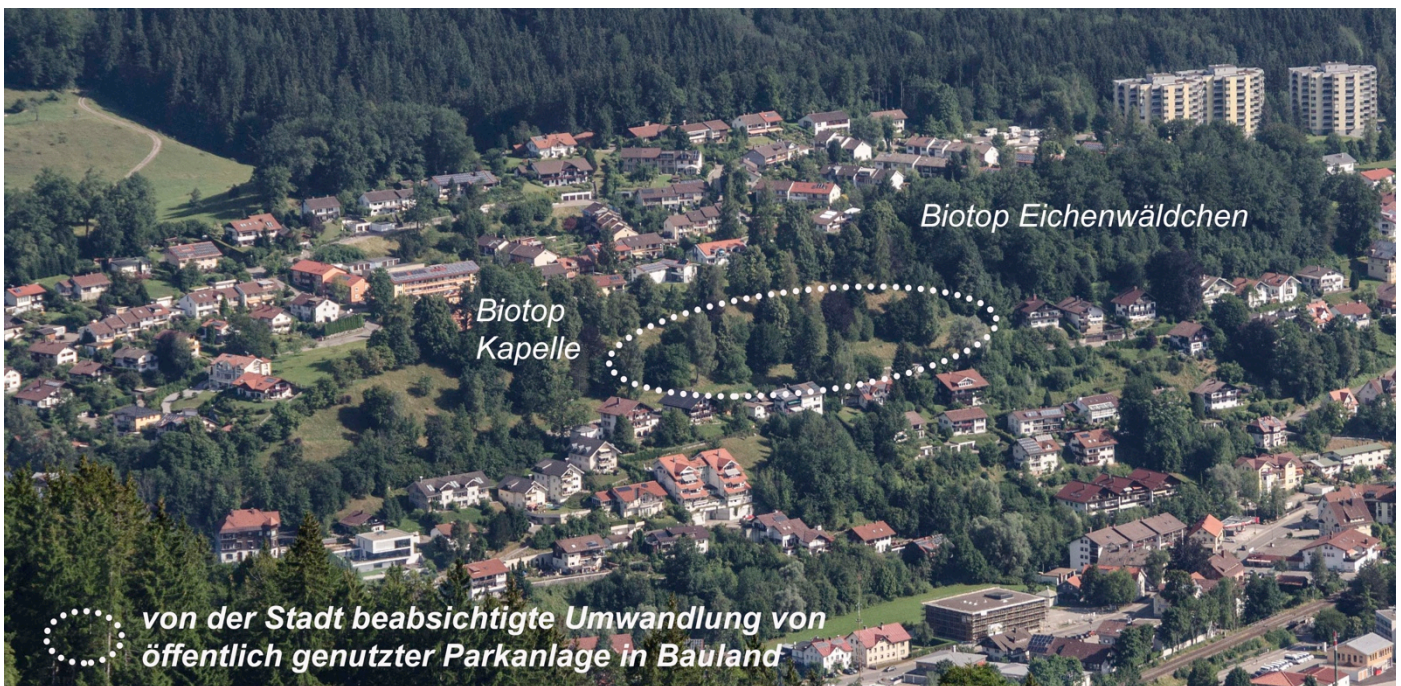 Biotop Eichenwäldchen
Biotop
Kapelle
von der Stadt beabsichtigte Umwandlung von
öffentlich genutzter Parkanlage in Bauland